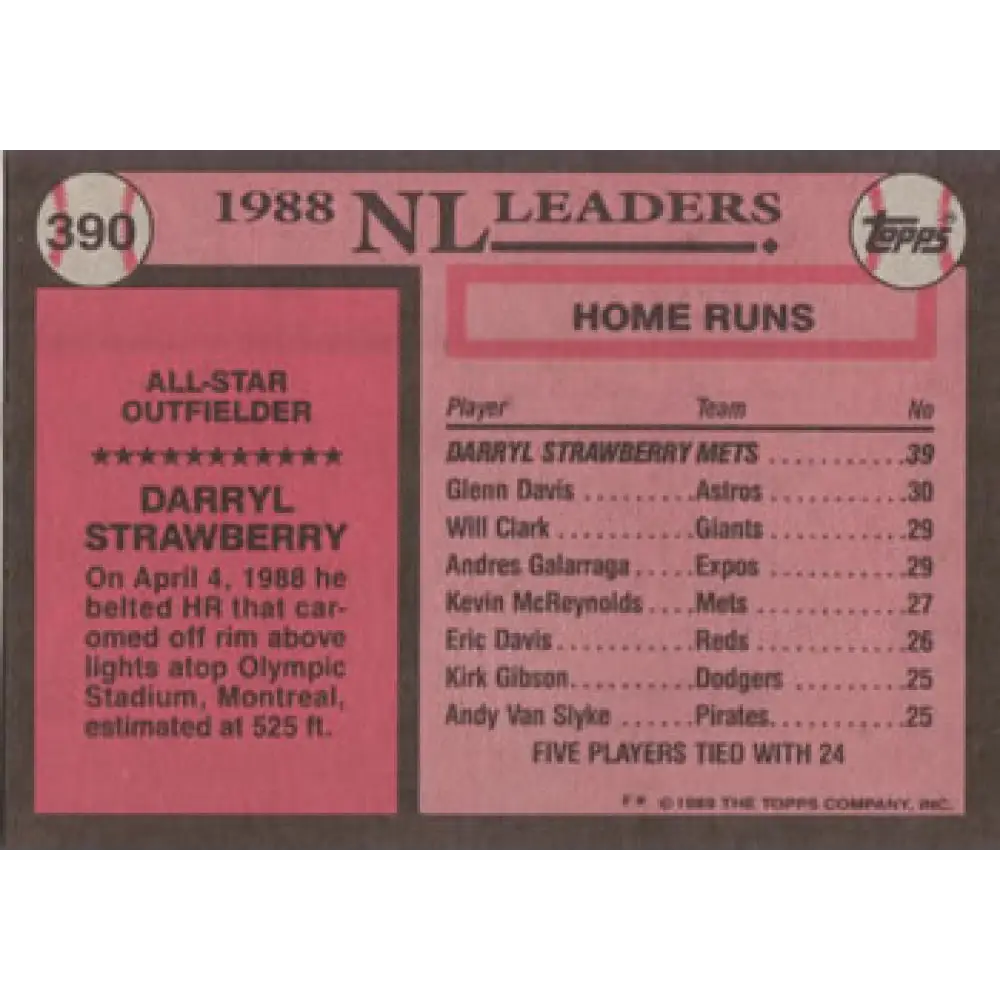 390
1988 NL LEADERS
Topps®
ALL-STAR
OUTFIELDER
★★★★★★★★★★★
DARRYL
STRAWBERRY
On April 4, 1988 he
belted HR that car-
omed off rim above
lights atop Olympic
Stadium, Montreal,
estimated at 525 ft.
HOME RUNS
Player Team No
DARRYL STRAWBERRY METS ...........39
Glenn Davis ..........Astros ...........30
Will Clark ............Giants ...........29
Andres Galarraga .....Expos ...........29
Kevin McReynolds ....Mets ............27
Eric Davis............Reds ............26
Kirk Gibson...........Dodgers .........25
Andy Van Slyke ......Pirates...........25
FIVE PLAYERS TIED WITH 24
F* © 1989 THE TOPPS COMPANY, INC.